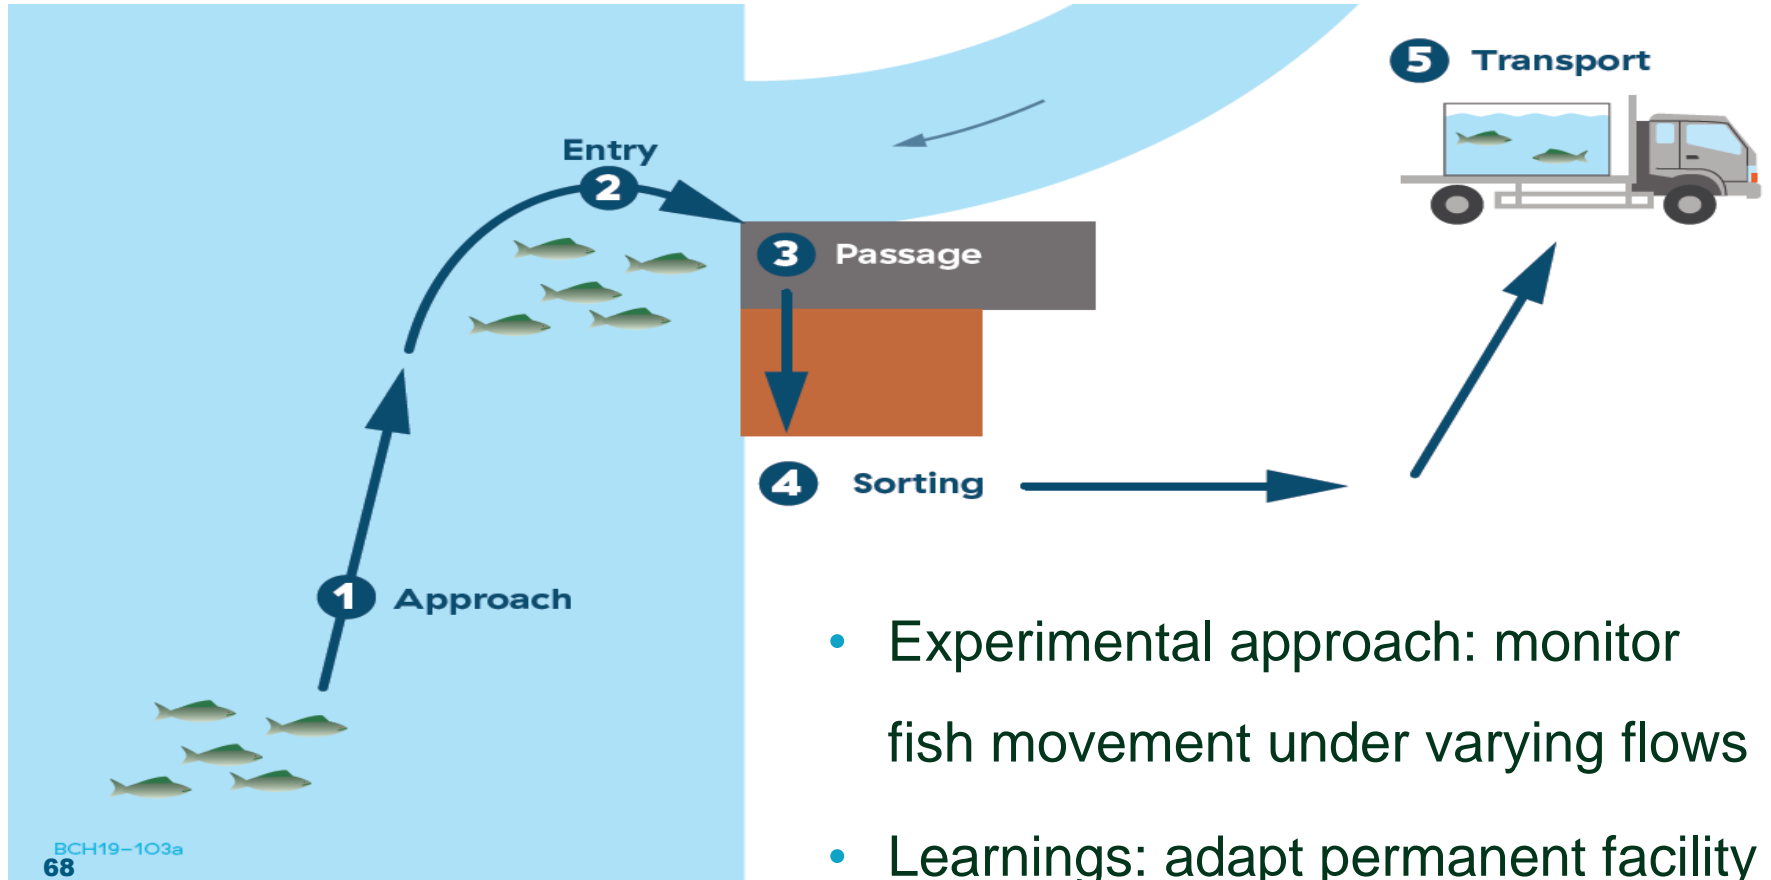 5 Transport
Entry
2
3 Passage
4 Sorting
1 Approach
• Experimental approach: monitor
fish movement under varying flows
• Learnings: adapt permanent facility
BCH19-103a
68